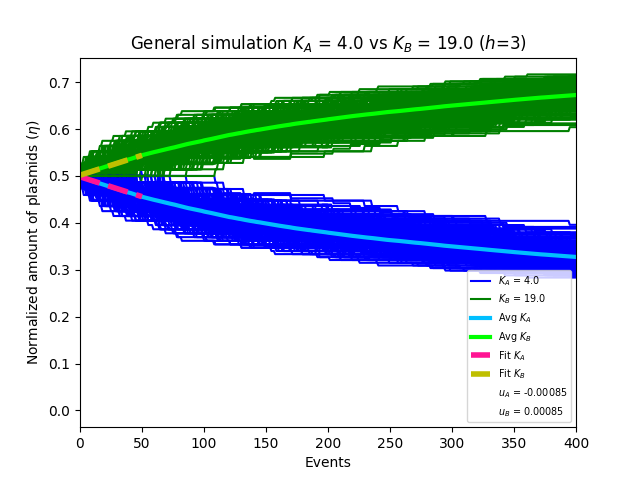 General simulation K_A = 4.0 vs K_B = 19.0 (h=3)
Normalized amount of plasmids (η)
0.7
0.6
0.5
0.4
0.3
0.2
0.1
0.0
K_A = 4.0
K_B = 19.0
Avg K_A
Avg K_B
Fit K_A
Fit K_B
u_A = -0.00085
u_B = 0.00085
0 50 100 150 200 250 300 350 400
Events